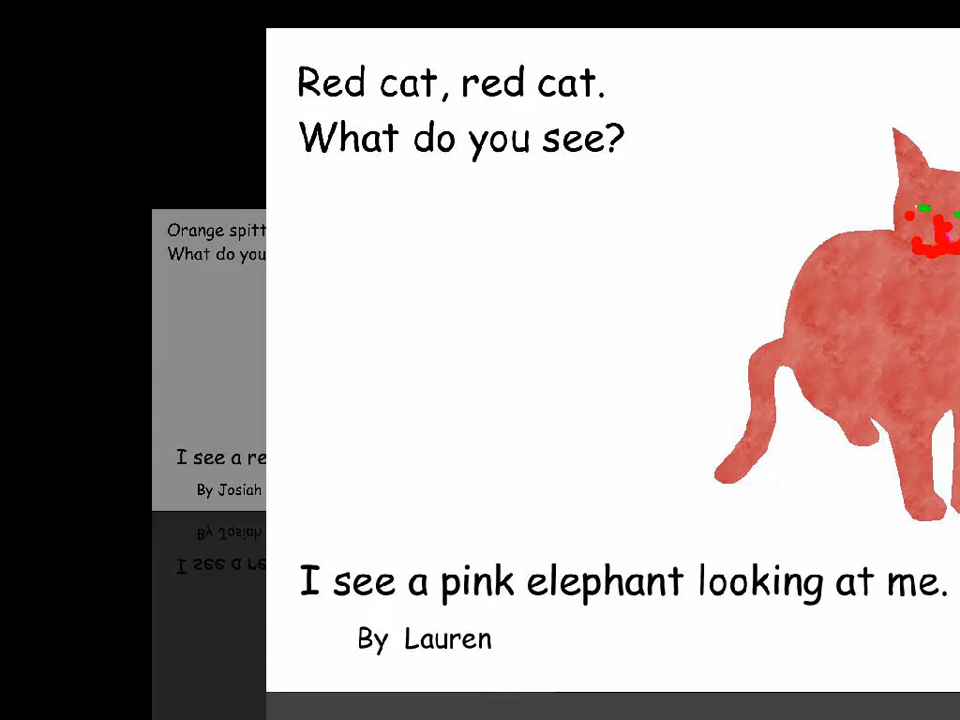 Red cat, red cat.
What do you see?
I see a pink elephant looking at me.
By Lauren
Orange spitt
What do you
I see a re
By Josiah